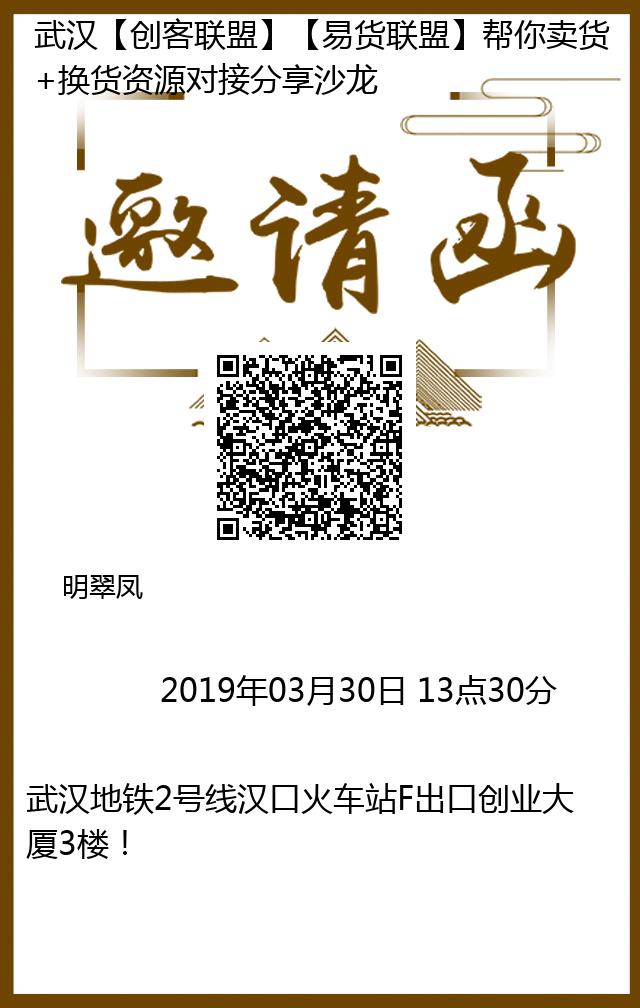 武汉【创客联盟】【易货联盟】帮你卖货
+换货资源对接分享沙龙
邀请函
明翠凤
2019年03月30日 13点30分
武汉地铁2号线汉口火车站F出口创业大
厦3楼！